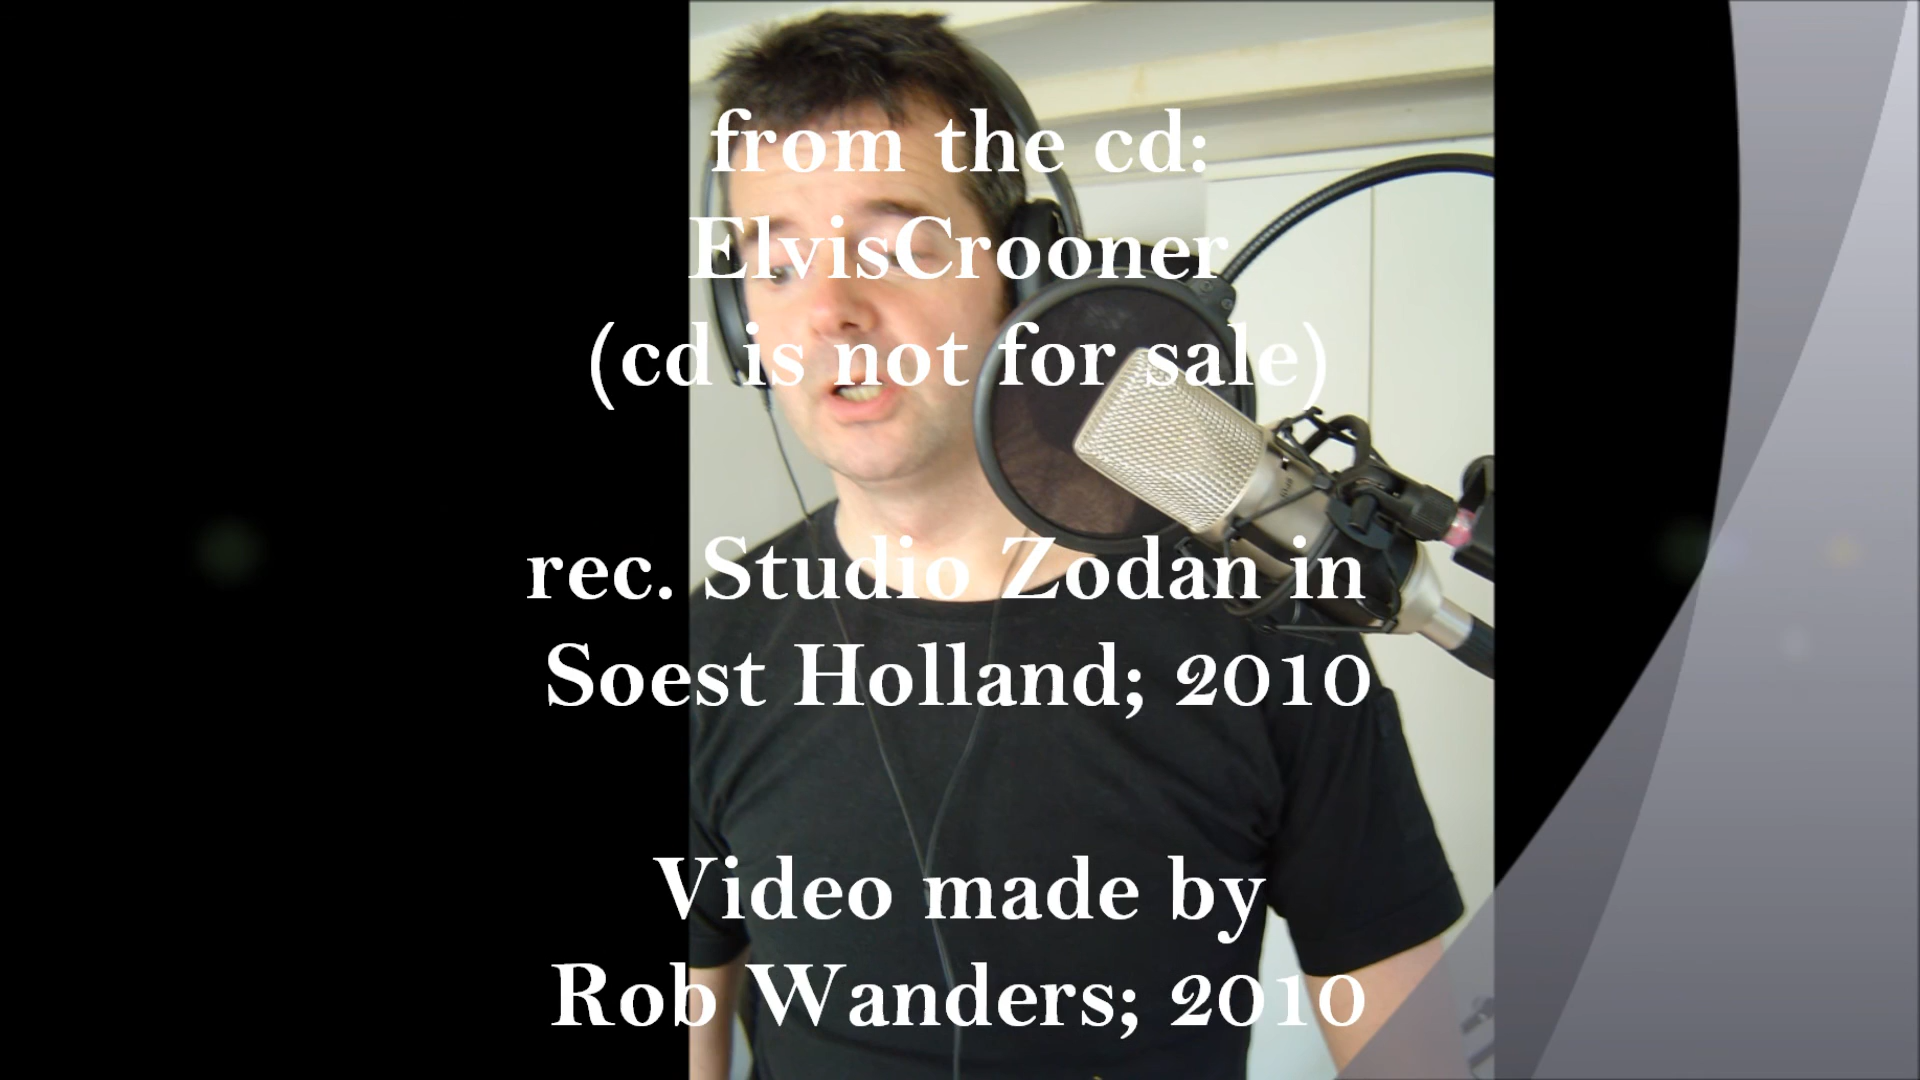 from the cd:
ElvisCrooner
(cd is not for sale)
rec. Studio Zodan in
Soest Holland; 2010
Video made by
Rob Wanders; 2010